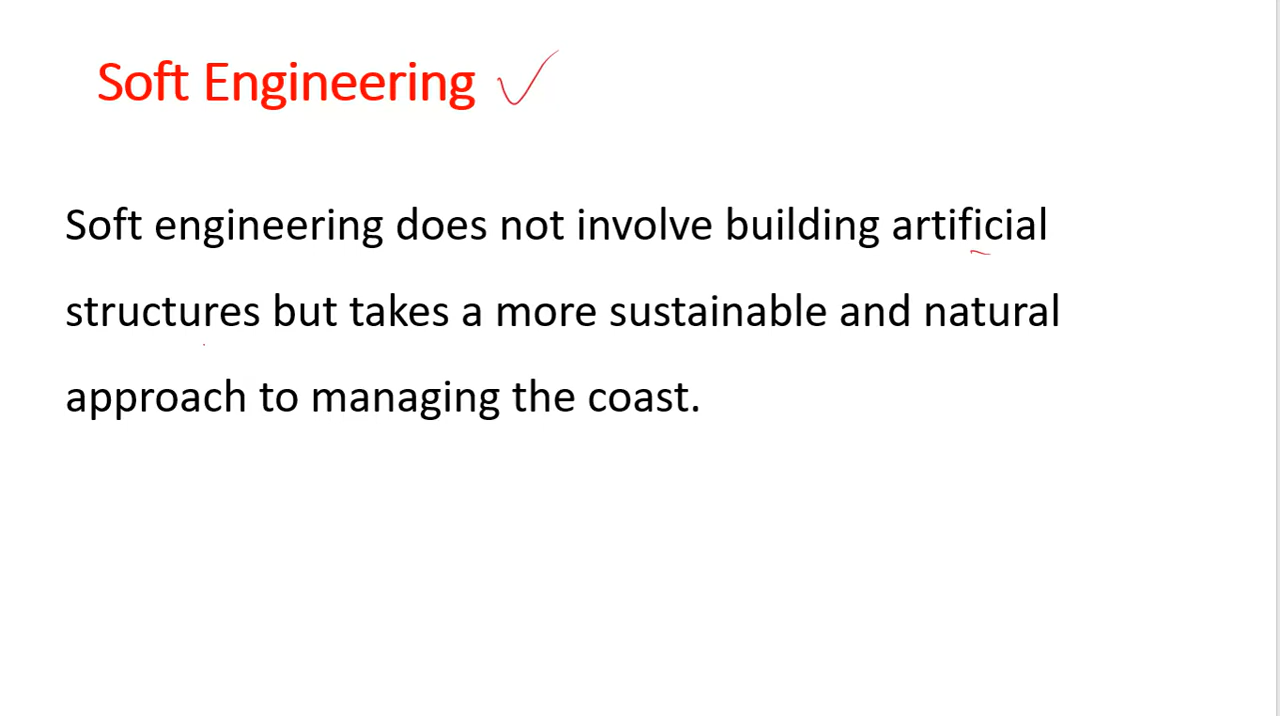 Soft Engineering
Soft engineering does not involve building artificial
structures but takes a more sustainable and natural
approach to managing the coast.